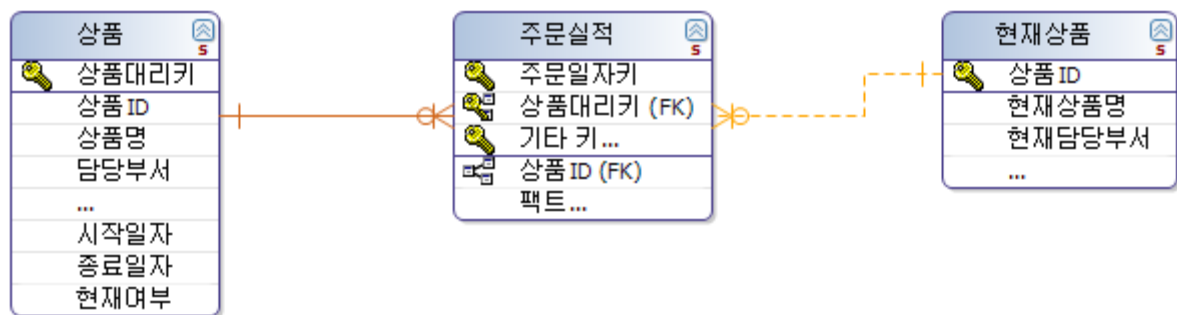 상품
상품대리키
상품ID
상품명
담당부서
...
시작일자
종료일자
현재여부
주문실적
주문일자키
상품대리키 (FK)
기타 키...
상품ID (FK)
팩트...
현재상품
상품ID
현재상품명
현재담당부서
...